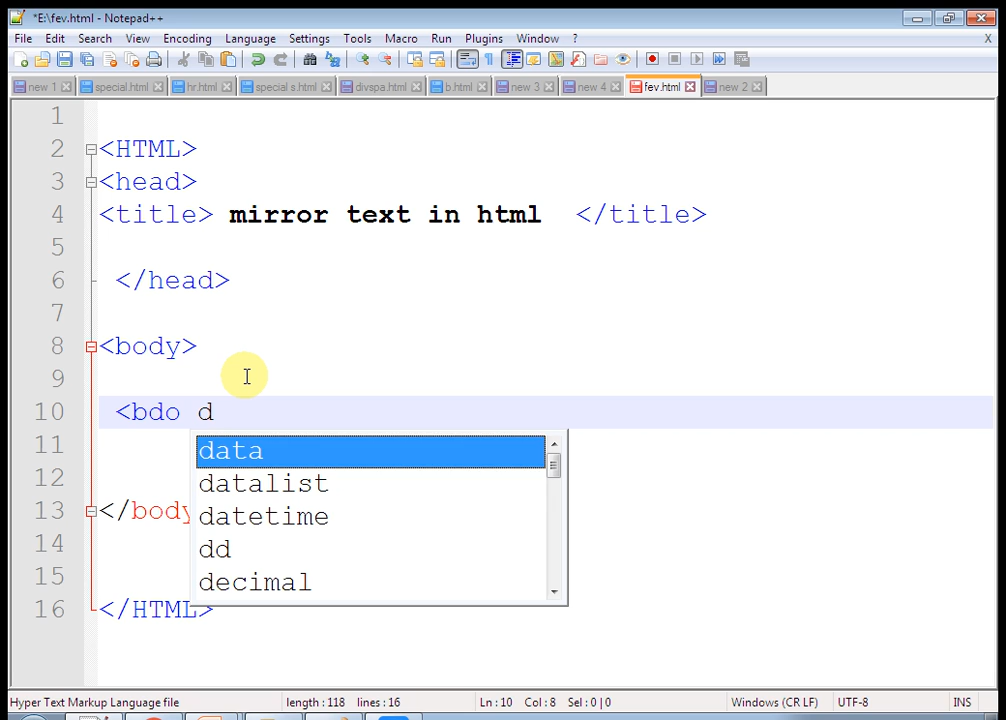 *E:\fev.html - Notepad++
File Edit Search View Encoding Language Settings Tools Macro Run Plugins Window ? X
new 1 special.html hr.html special s.html divspa.html b.html new 3 new 4 fev.html new 2
1
2 <HTML>
3 <head>
4 <title> mirror text in html </title>
5
6 </head>
7
8 <body>
9
10 <bdo d
11 data
12 datalist
13 </body datetime
14 dd
15 decimal
16 </HTML>
Hyper Text Markup Language file length : 118 lines : 16 Ln : 10 Col : 8 Sel : 0 | 0 Windows (CR LF) UTF-8 INS